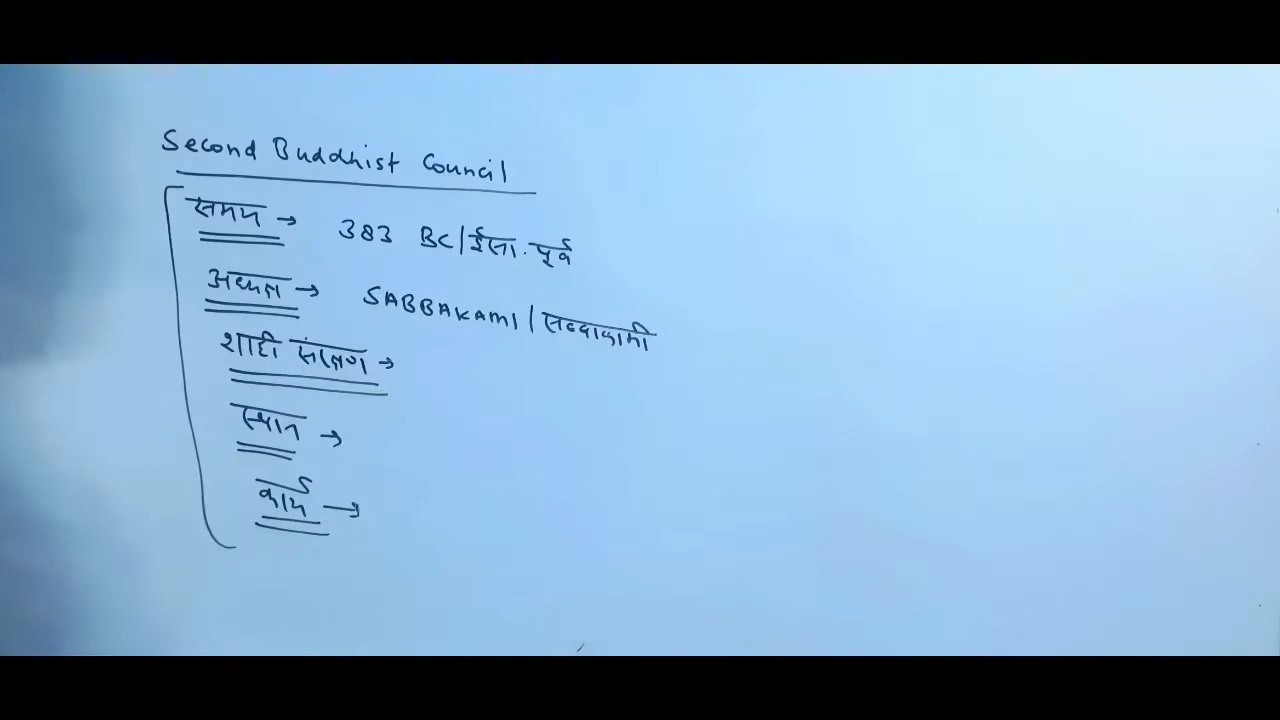 Second Buddhist Council
समय → 383 BC/ईसा.पूर्व
अध्यक्ष → SABBAKAMI/सब्बाकामी
शाही संरक्षण →
स्थान →
कार्य →